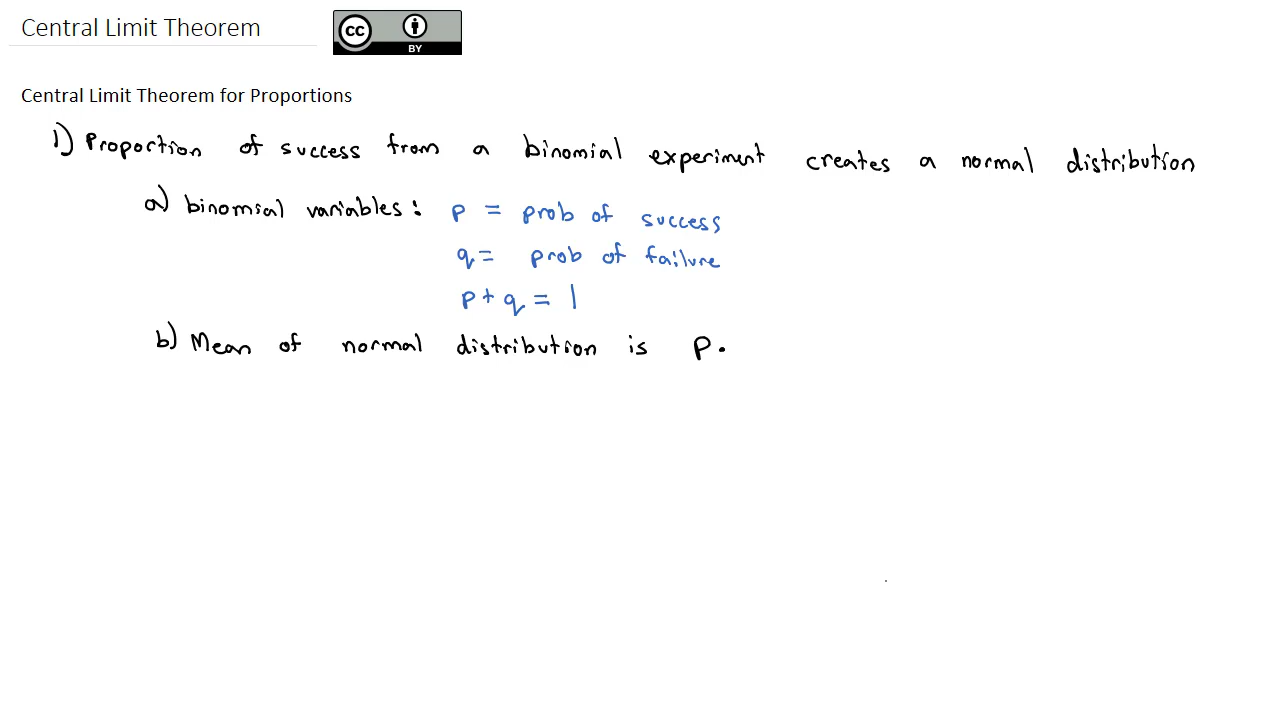 Central Limit Theorem
CC BY
Central Limit Theorem for Proportions
1) Proportion of success from a binomial experiment creates a normal distribution
a) binomial variables: p = prob of success
q = prob of failure
p + q = 1
b) Mean of normal distribution is p.